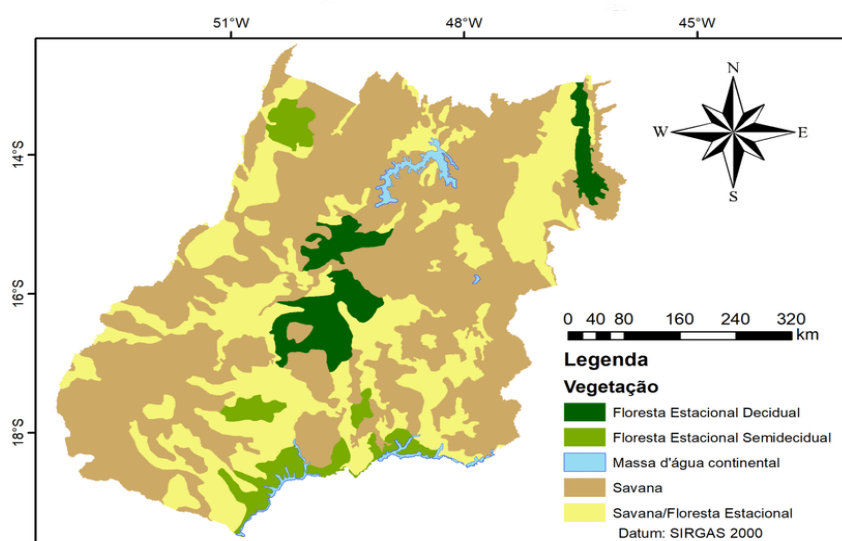 51°W 48°W 45°W
N
W E
S
14°S
16°S
18°S
0 40 80 160 240 320
km
Legenda
Vegetação
Floresta Estacional Decidual
Floresta Estacional Semidecidual
Massa d'água continental
Savana
Savana/Floresta Estacional
Datum: SIRGAS 2000